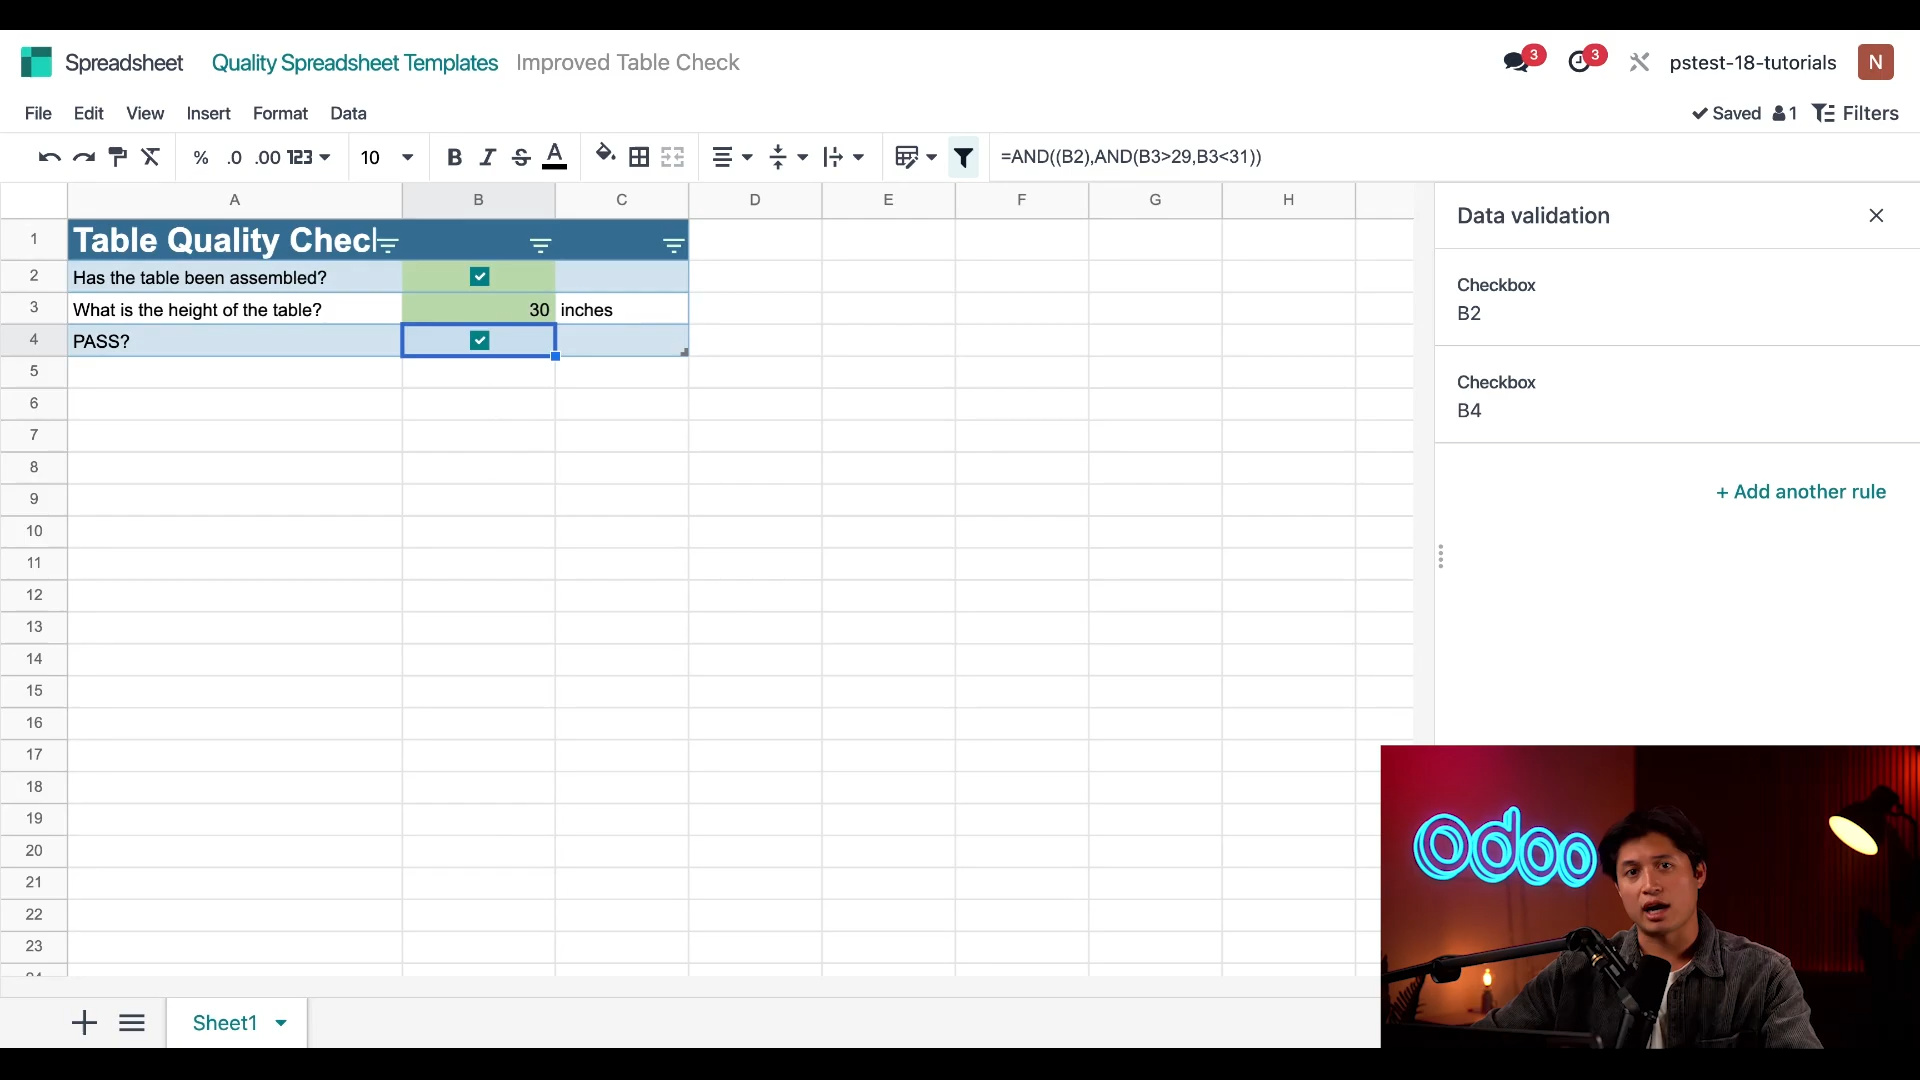 Spreadsheet Quality Spreadsheet Templates Improved Table Check 3 3 pstest-18-tutorials N
File Edit View Insert Format Data Saved 1 Filters
% .0 .00 123 10 B I S A =AND((B2),AND(B3>29,B3<31))
A B C D E F G H
1 Table Quality Chec
2 Has the table been assembled?
3 What is the height of the table? 30 inches
4 PASS?
5
6
7
8
9
10
11
12
13
14
15
16
17
18
19
20
21
22
23
Data validation
Checkbox
B2
Checkbox
B4
+ Add another rule
odoo
Sheet1